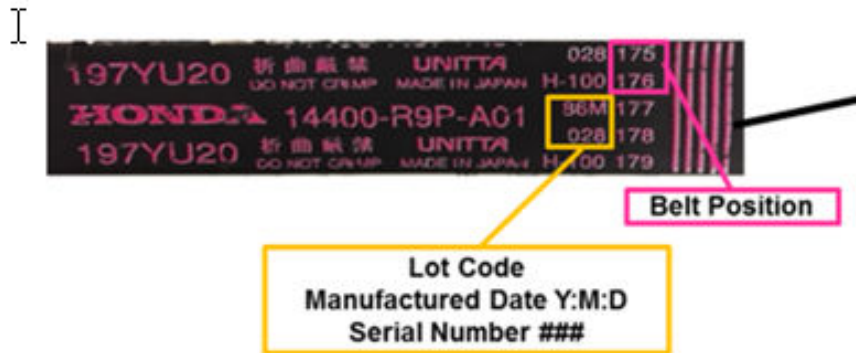 028 175
197YU20 折曲厳禁 UNITTA H-100 176
DO NOT CRIMP MADE IN JAPAN
HONDA 14400-R9P-A01 S6M 177
028 178
197YU20 折曲厳禁 UNITTA
DO NOT CRIMP MADE IN JAPAN H-100 179
Belt Position
Lot Code
Manufactured Date Y:M:D
Serial Number ###